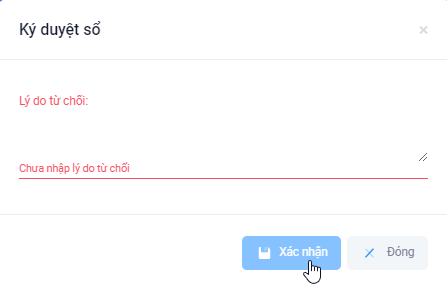 Ký duyệt sổ
Lý do từ chối:
Chưa nhập lý do từ chối
Xác nhận
Đóng